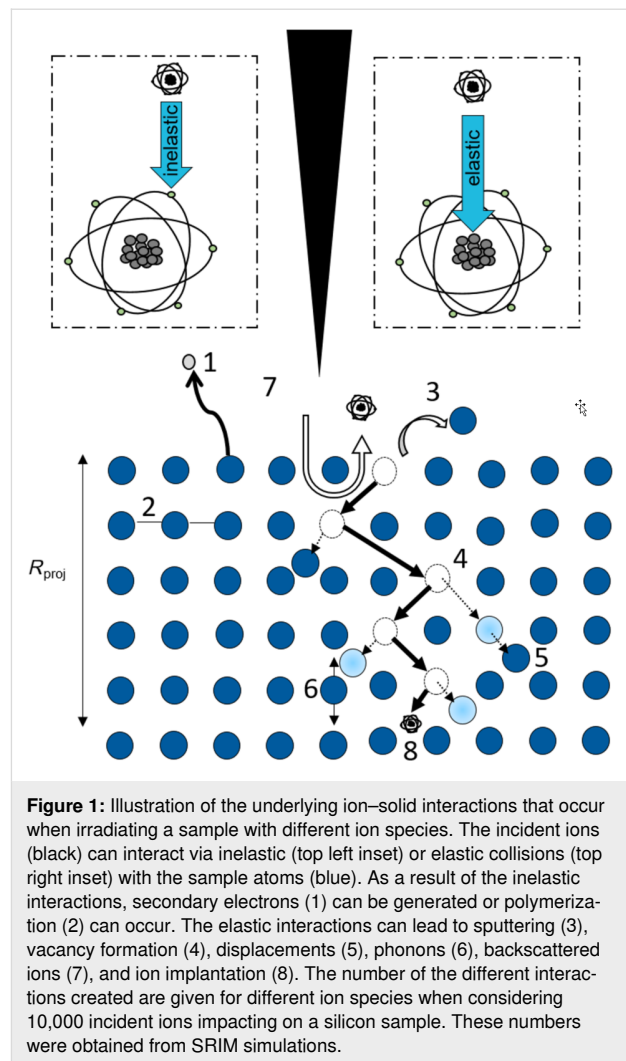 inelastic
elastic
1
7
3
2
R_proj
4
5
6
8
Figure 1: Illustration of the underlying ion–solid interactions that occur
when irradiating a sample with different ion species. The incident ions
(black) can interact via inelastic (top left inset) or elastic collisions (top
right inset) with the sample atoms (blue). As a result of the inelastic
interactions, secondary electrons (1) can be generated or polymeriza-
tion (2) can occur. The elastic interactions can lead to sputtering (3),
vacancy formation (4), displacements (5), phonons (6), backscattered
ions (7), and ion implantation (8). The number of the different interac-
tions created are given for different ion species when considering
10,000 incident ions impacting on a silicon sample. These numbers
were obtained from SRIM simulations.